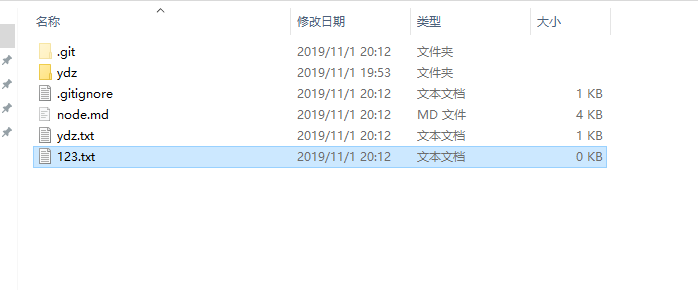 名称 修改日期 类型 大小
.git 2019/11/1 20:12 文件夹
ydz 2019/11/1 19:53 文件夹
.gitignore 2019/11/1 20:12 文本文档 1 KB
node.md 2019/11/1 20:12 MD 文件 4 KB
ydz.txt 2019/11/1 20:12 文本文档 1 KB
123.txt 2019/11/1 20:12 文本文档 0 KB